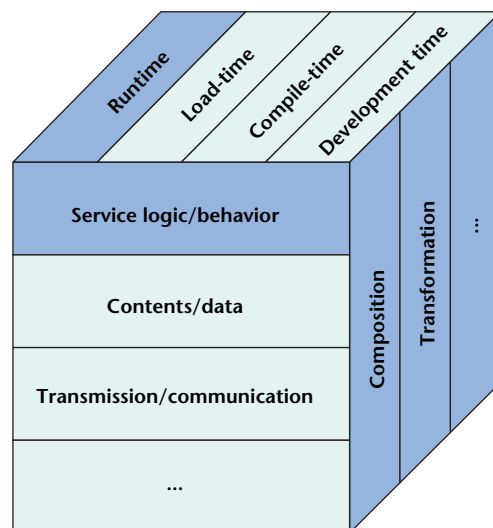 Runtime
Load-time
Compile-time
Development time
Service logic/behavior
Contents/data
Transmission/communication
...
Composition
Transformation
...